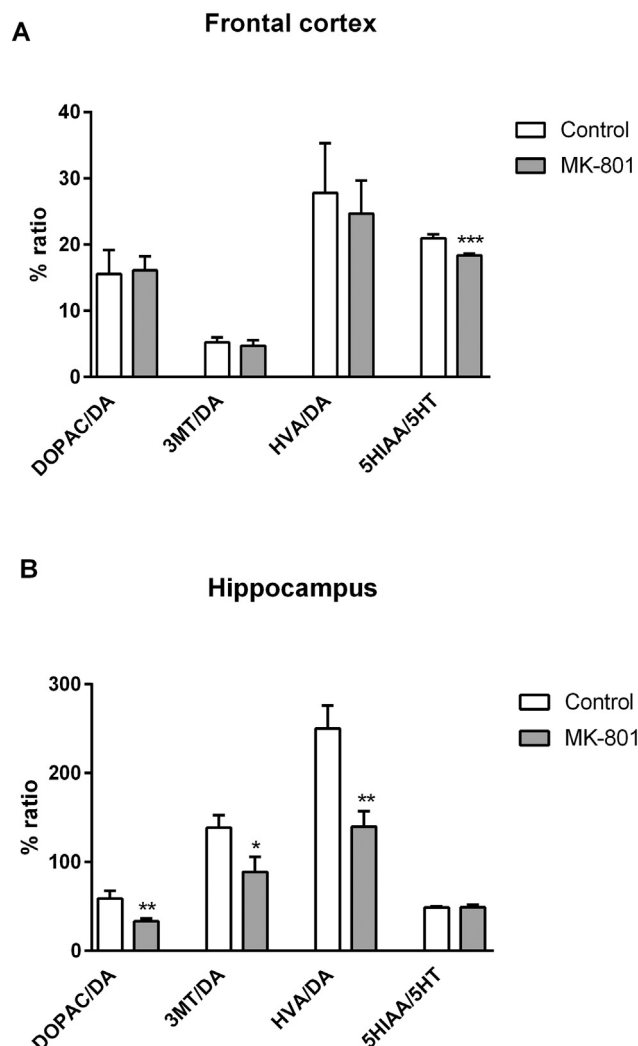 A
Frontal cortex
40
30
20
10
0
% ratio
Control
MK-801
***
DOPAC/DA
3MT/DA
HVA/DA
5HIAA/5HT
B
Hippocampus
300
200
100
0
% ratio
Control
MK-801
**
*
**
DOPAC/DA
3MT/DA
HVA/DA
5HIAA/5HT